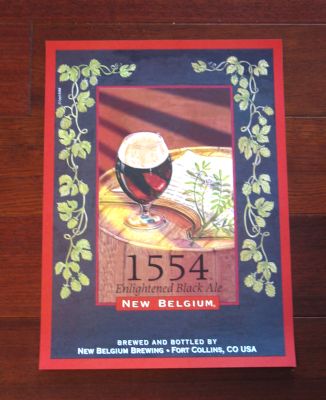 1554
Enlightened Black Ale
NEW BELGIUM
BREWED AND BOTTLED BY
NEW BELGIUM BREWING • FORT COLLINS, CO USA